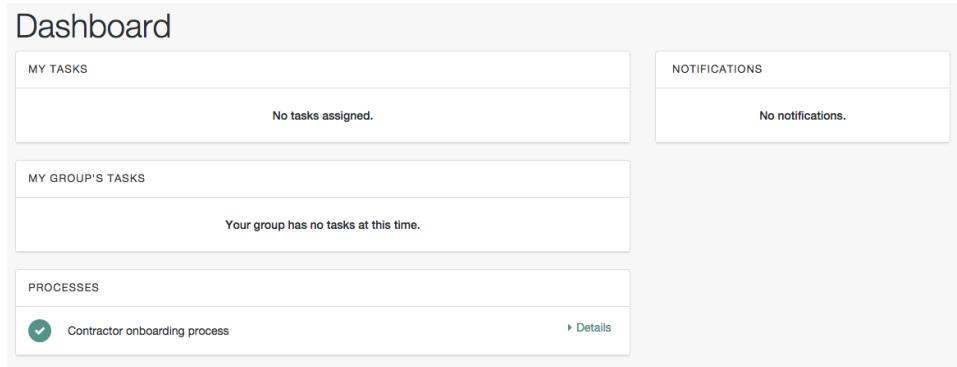 Dashboard
MY TASKS
No tasks assigned.
NOTIFICATIONS
No notifications.
MY GROUP'S TASKS
Your group has no tasks at this time.
PROCESSES
Contractor onboarding process
Details